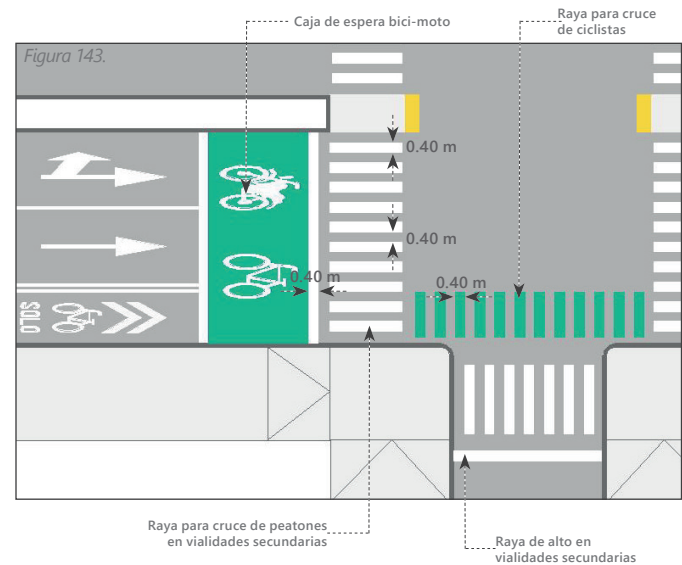 Caja de espera bici-moto
Raya para cruce
de ciclistas
Figura 143.
0.40 m
0.40 m
0.40 m
0.40 m
SOLO
Raya para cruce de peatones
en vialidades secundarias
Raya de alto en
vialidades secundarias